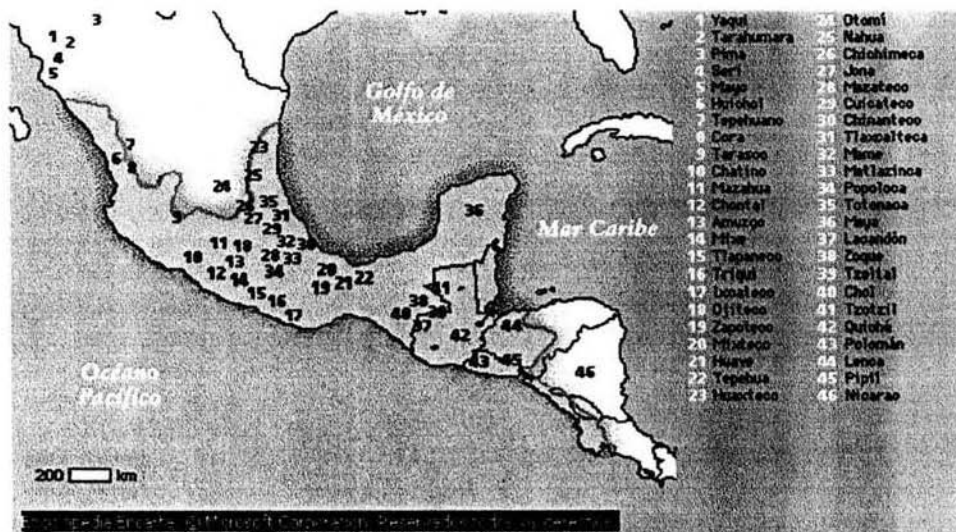 Golfo de
México
Mar Caribe
Océano
Pacífico
200 km
1 Yaqui
2 Tarahumara
3 Pima
4 Seri
5 Mayo
6 Huichol
7 Tepehuano
8 Cora
9 Tarasco
10 Chatino
11 Mazahua
12 Chontal
13 Amuzgo
14 Mixe
15 Tlapaneco
16 Triqui
17 Ixcateco
18 Ojiteco
19 Zapoteco
20 Mixteco
21 Huave
22 Tepehua
23 Huaxteco
24 Otomí
25 Nahua
26 Chichimeca
27 Jona
28 Mazateco
29 Cuicateco
30 Chinanteco
31 Tlaxcalteca
32 Mame
33 Matlazinca
34 Popoloca
35 Totonaca
36 Maya
37 Lacandón
38 Zoque
39 Tzeltal
40 Chol
41 Tzotzil
42 Quiché
43 Pokomán
44 Lenca
45 Pipil
46 Nicarao